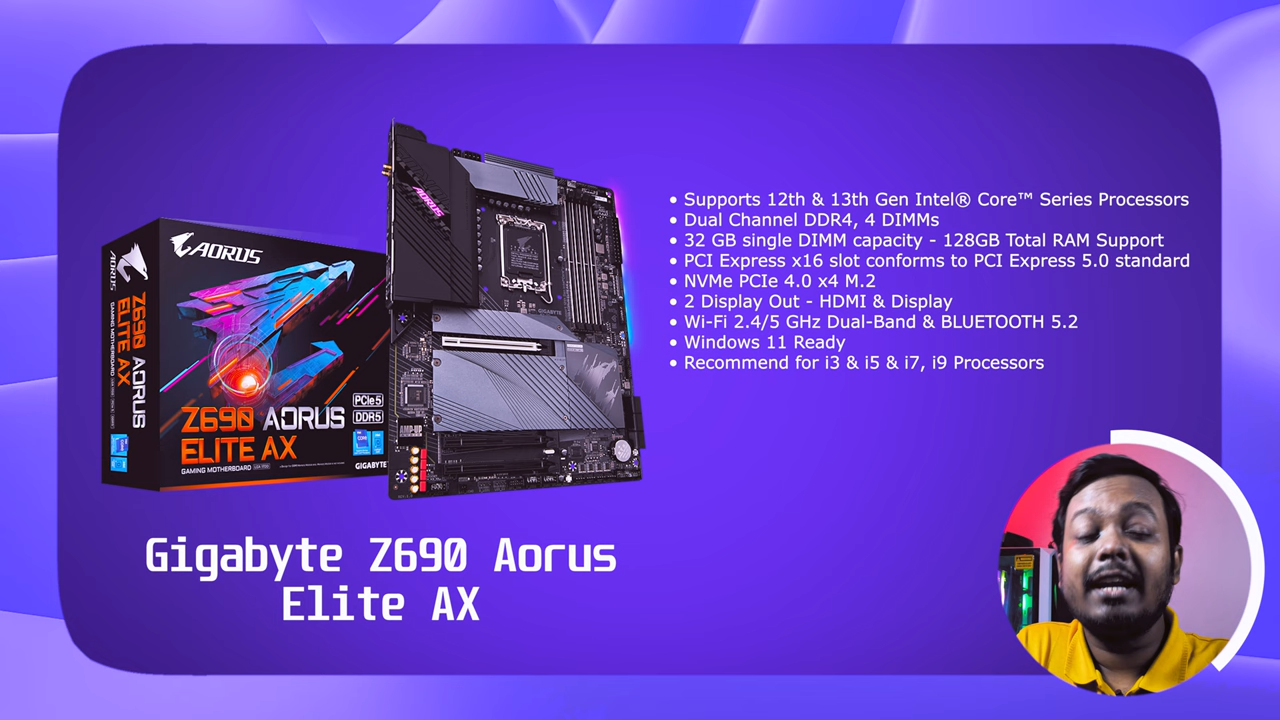 AORUS
AORUS
Z690 AORUS
ELITE AX
GAMING MOTHERBOARD
PCIe5
DDR5
Z690 AORUS
ELITE AX
GAMING MOTHERBOARD
GIGABYTE
AORUS
GIGABYTE
AMP-UP
• Supports 12th & 13th Gen Intel® Core™ Series Processors
• Dual Channel DDR4, 4 DIMMs
• 32 GB single DIMM capacity - 128GB Total RAM Support
• PCI Express x16 slot conforms to PCI Express 5.0 standard
• NVMe PCIe 4.0 x4 M.2
• 2 Display Out - HDMI & Display
• Wi-Fi 2.4/5 GHz Dual-Band & BLUETOOTH 5.2
• Windows 11 Ready
• Recommend for i3 & i5 & i7, i9 Processors
Gigabyte Z690 Aorus
Elite AX